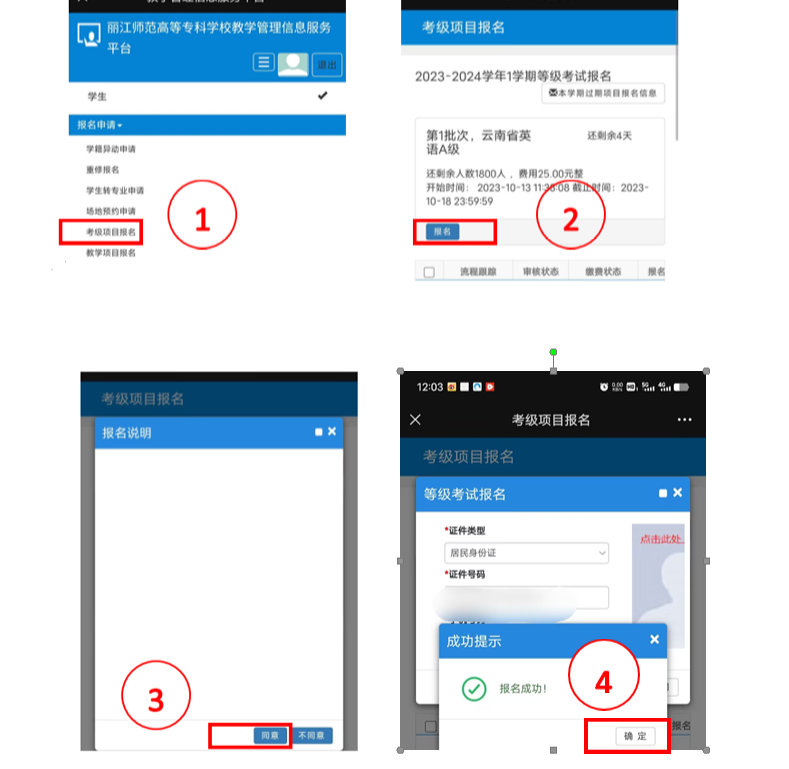 丽江师范高等专科学校教学管理信息服务
平台
退出
学生
报名申请
学籍异动申请
重修报名
学生转专业申请
场地预约申请
考级项目报名
教学项目报名
1
考级项目报名
2023-2024学年1学期等级考试报名
本学期过期项目报名信息
第1批次，云南省英
语A级
还剩余4天
还剩余人数1800人 ，费用25.00元整
开始时间： 2023-10-13 11:38:08 截止时间：2023-
10-18 23:59:59
2
报名
流程跟踪 审核状态 缴费状态 报名
考级项目报名
报名说明
3
同意 不同意
12:03
考级项目报名
考级项目报名
等级考试报名
*证件类型
居民身份证
*证件号码
点击此处
成功提示
报名成功!
4
确 定
报名